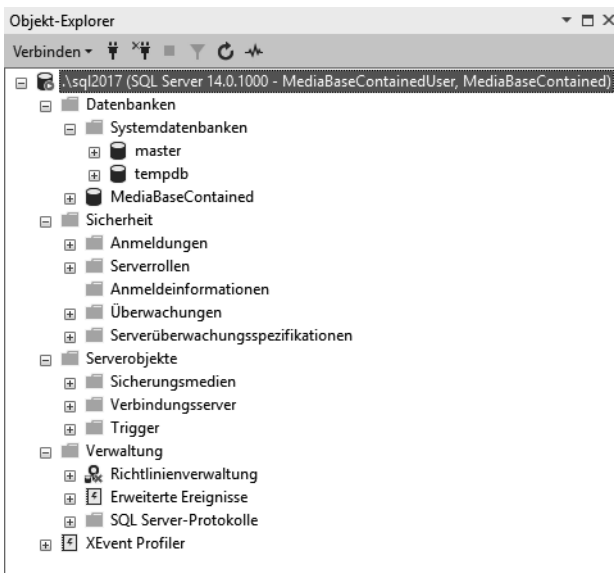 Objekt-Explorer
Verbinden
.\sql2017 (SQL Server 14.0.1000 - MediaBaseContainedUser, MediaBaseContained)
Datenbanken
Systemdatenbanken
master
tempdb
MediaBaseContained
Sicherheit
Anmeldungen
Serverrollen
Anmeldeinformationen
Überwachungen
Serverüberwachungsspezifikationen
Serverobjekte
Sicherungsmedien
Verbindungsserver
Trigger
Verwaltung
Richtlinienverwaltung
Erweiterte Ereignisse
SQL Server-Protokolle
XEvent Profiler